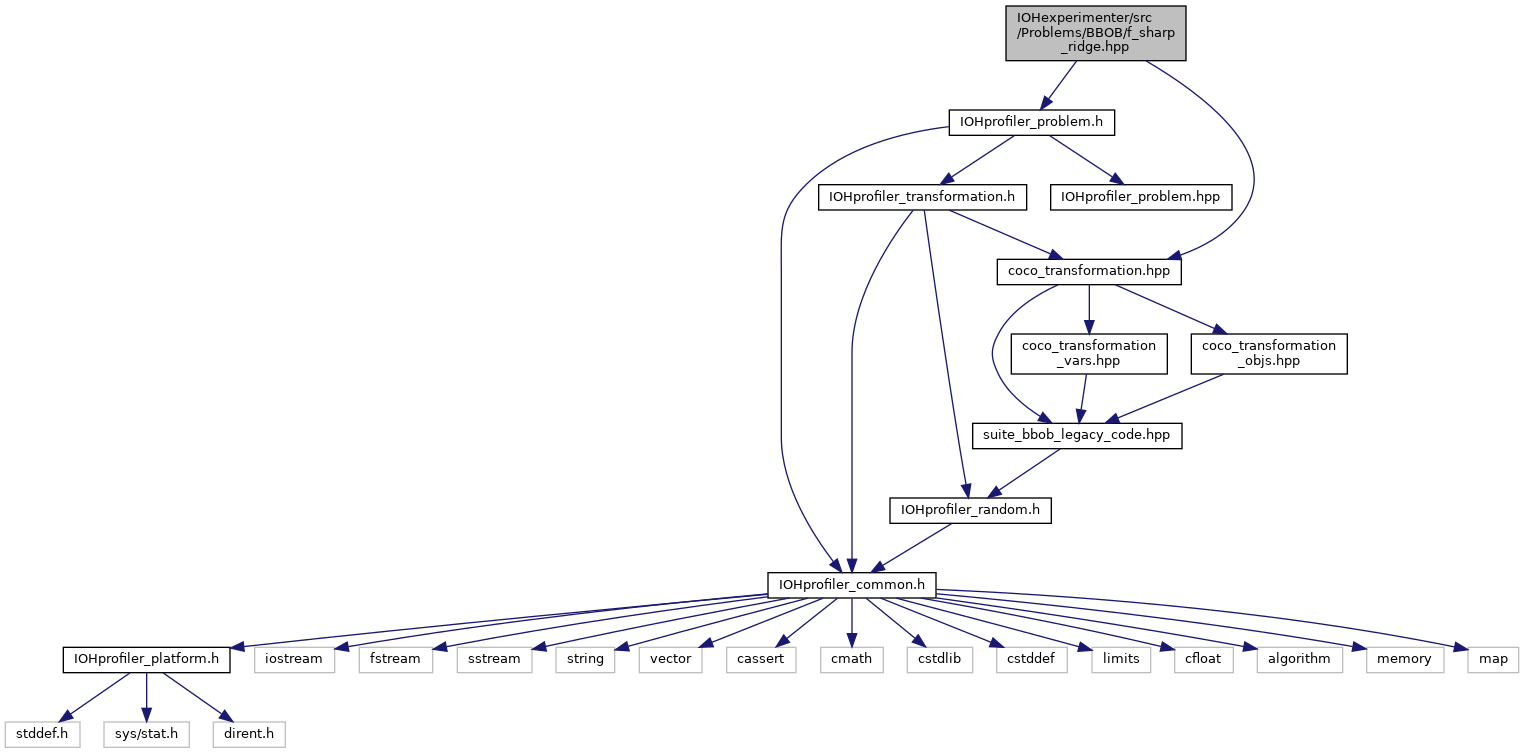 IOHexperimenter/src
/Problems/BBOB/f_sharp
_ridge.hpp
IOHprofiler_problem.h
IOHprofiler_transformation.h
IOHprofiler_problem.hpp
coco_transformation.hpp
coco_transformation
_vars.hpp
coco_transformation
_objs.hpp
suite_bbob_legacy_code.hpp
IOHprofiler_random.h
IOHprofiler_common.h
IOHprofiler_platform.h
iostream
fstream
sstream
string
vector
cassert
cmath
cstdlib
cstddef
limits
cfloat
algorithm
memory
map
stddef.h
sys/stat.h
dirent.h